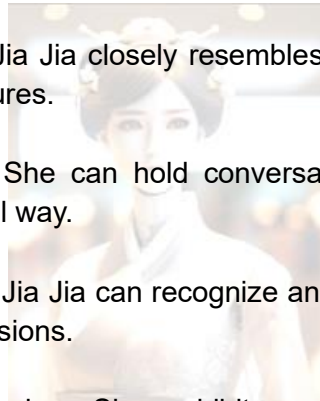 Jia Jia closely resembles
ures.
She can hold conversa
l way.
Jia Jia can recognize an
sions.